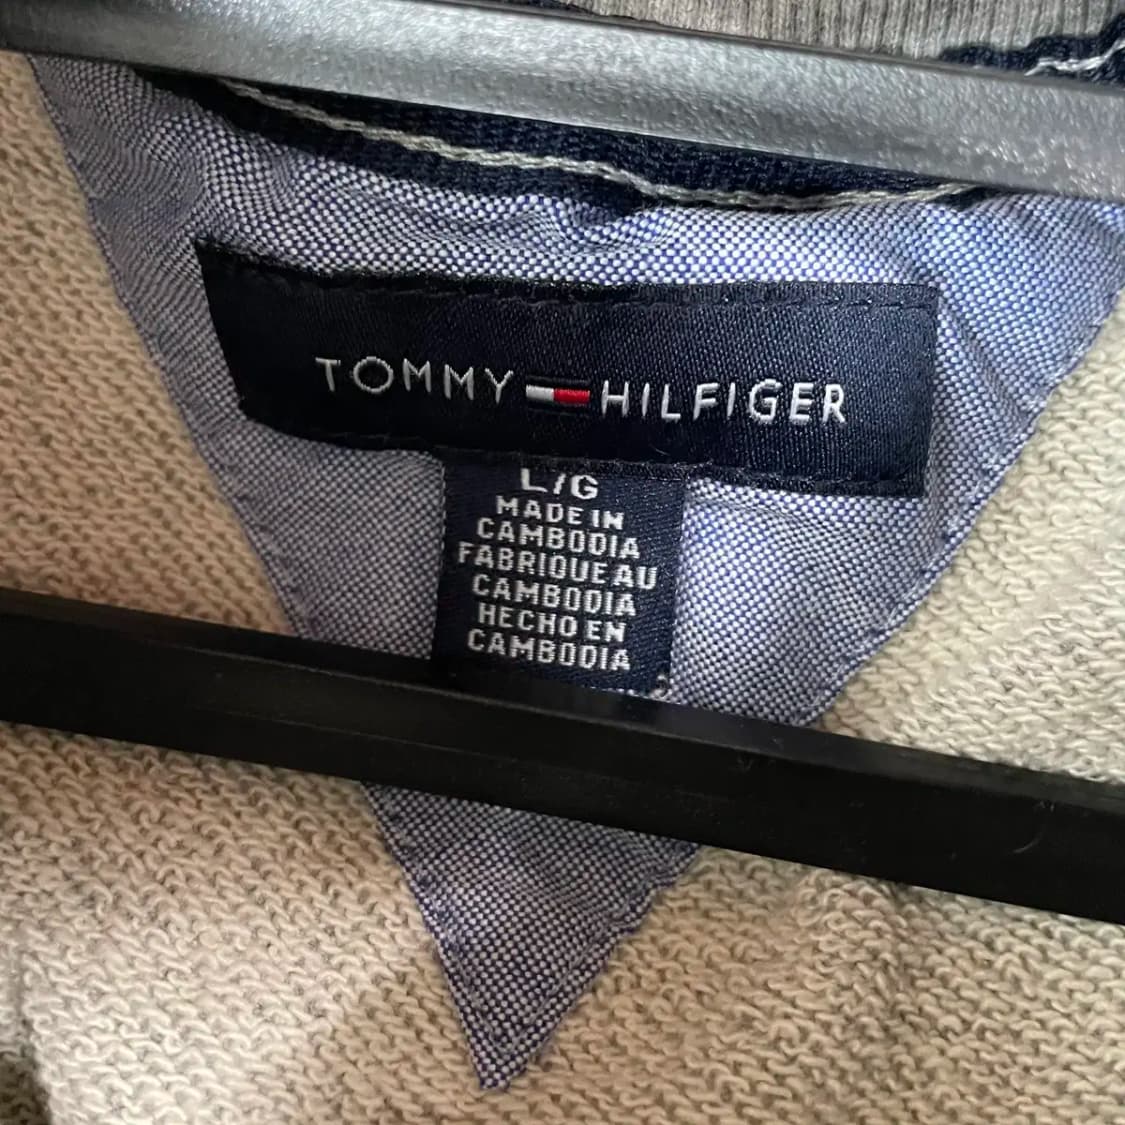 TOMMY HILFIGER
L/G
MADE IN
CAMBODIA
FABRIQUE AU
CAMBODIA
HECHO EN
CAMBODIA